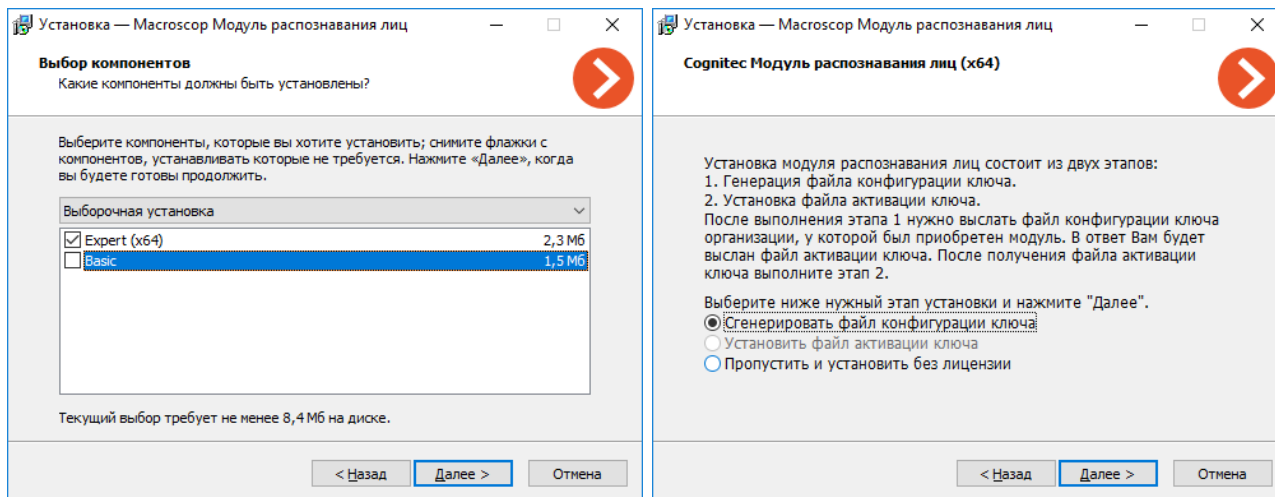 Установка — Macroscop Модуль распознавания лиц
Выбор компонентов
Какие компоненты должны быть установлены?
Выберите компоненты, которые вы хотите установить; снимите флажки с
компонентов, устанавливать которые не требуется. Нажмите «Далее», когда
вы будете готовы продолжить.
Выборочная установка
Expert (x64) 2,3 Мб
Basic 1,5 Мб
Текущий выбор требует не менее 8,4 Мб на диске.
< Назад Далее > Отмена
Установка — Macroscop Модуль распознавания лиц
Cognitec Модуль распознавания лиц (x64)
Установка модуля распознавания лиц состоит из двух этапов:
1. Генерация файла конфигурации ключа.
2. Установка файла активации ключа.
После выполнения этапа 1 нужно выслать файл конфигурации ключа
организации, у которой был приобретен модуль. В ответ Вам будет
выслан файл активации ключа. После получения файла активации
ключа выполните этап 2.
Выберите ниже нужный этап установки и нажмите "Далее".
Сгенерировать файл конфигурации ключа
Установить файл активации ключа
Пропустить и установить без лицензии
< Назад Далее > Отмена